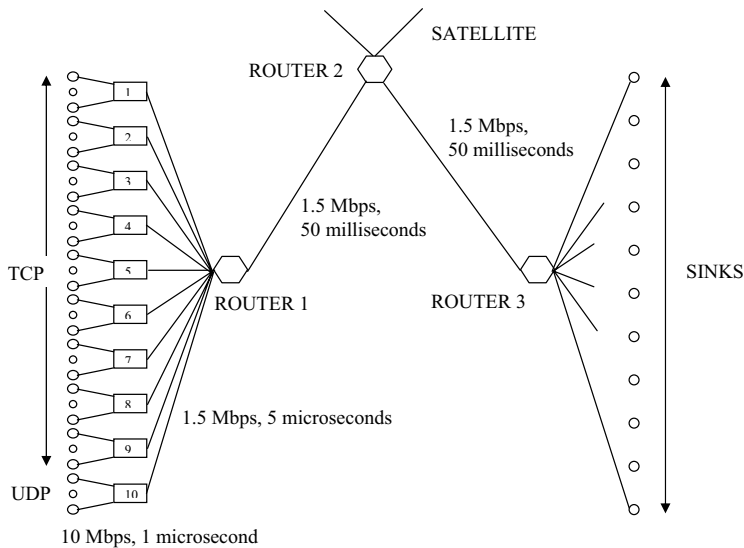 SATELLITE
ROUTER 2
1.5 Mbps,
50 milliseconds
1
2
3
1.5 Mbps,
50 milliseconds
4
TCP
5
SINKS
ROUTER 1
ROUTER 3
6
7
8
1.5 Mbps, 5 microseconds
9
UDP
10
10 Mbps, 1 microsecond